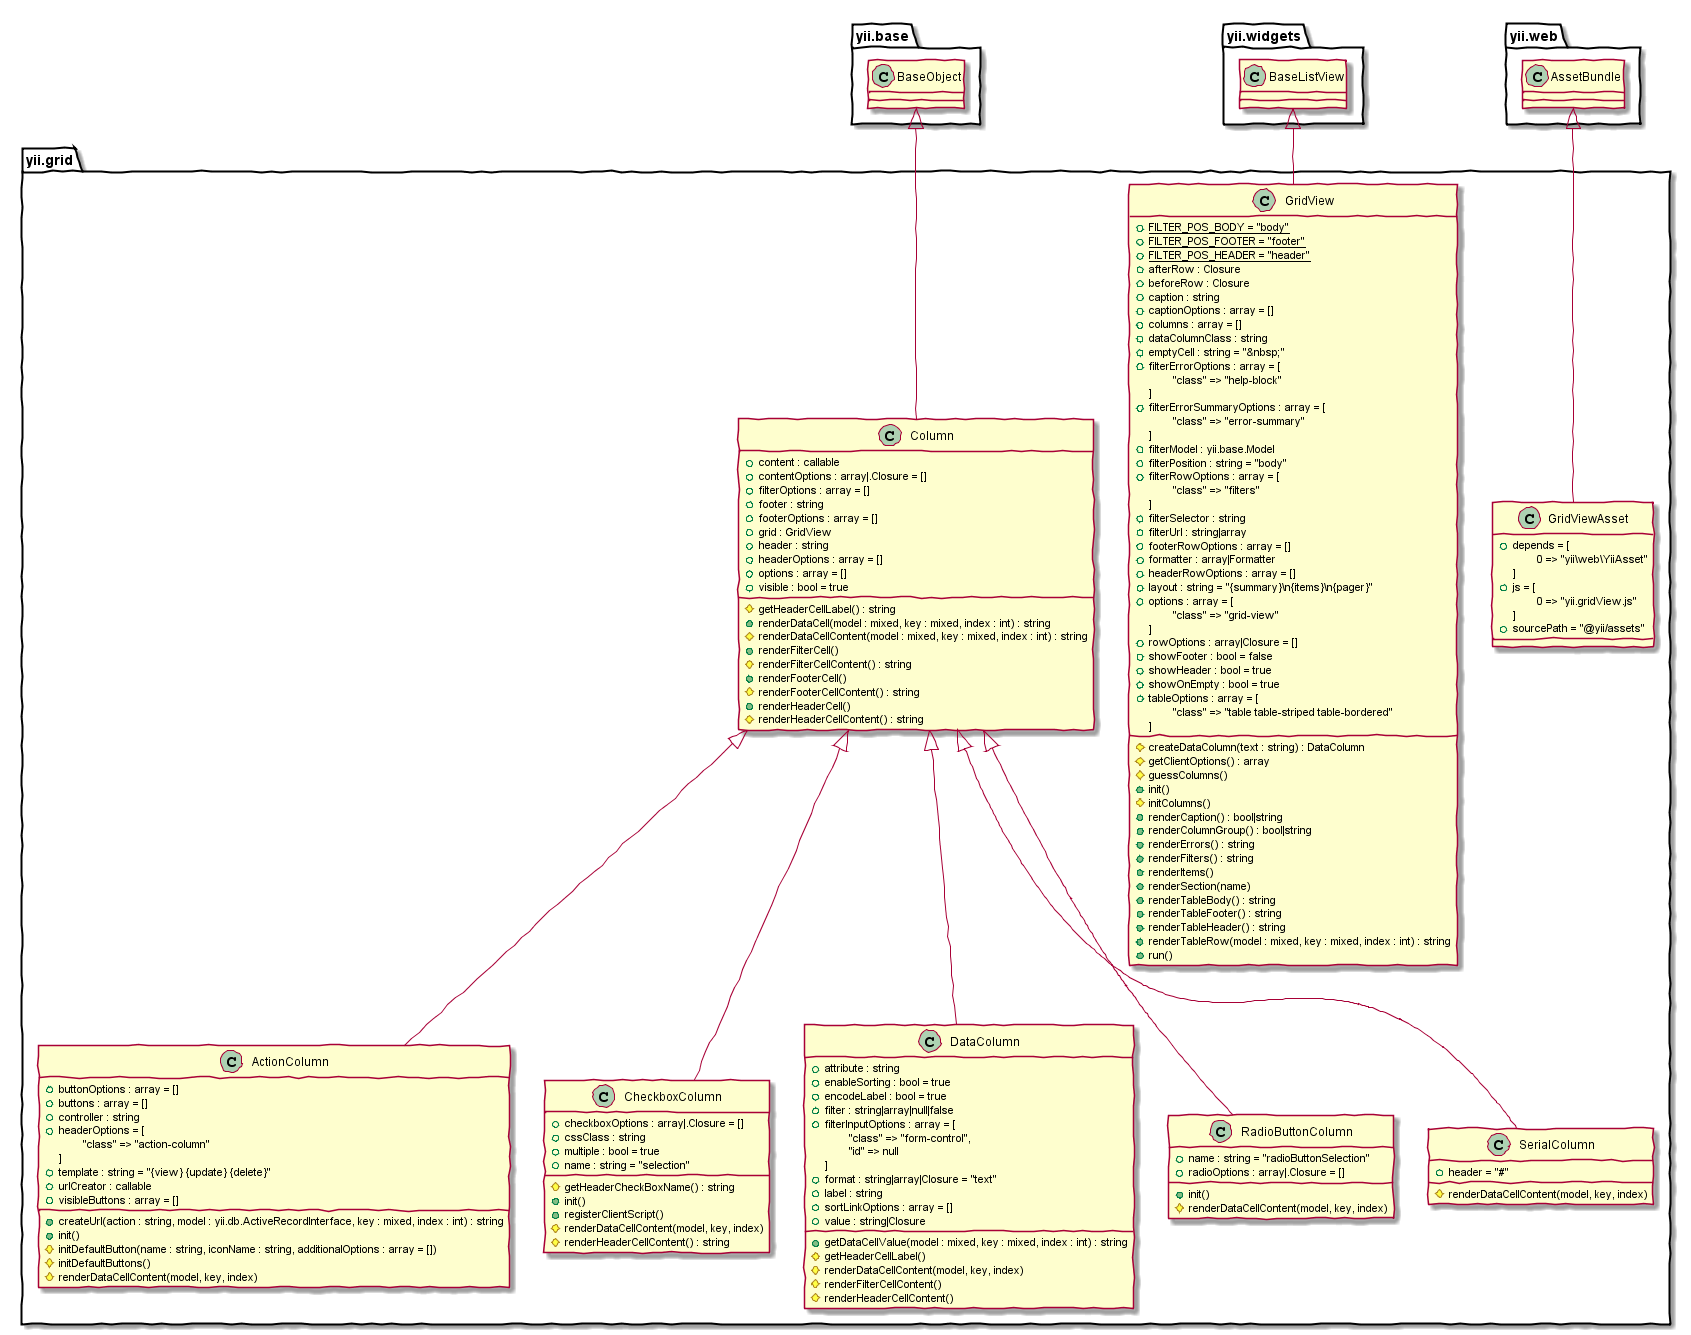 yii.base
C BaseObject
yii.widgets
C BaseListView
yii.web
C AssetBundle
yii.grid
C GridView
FILTER_POS_BODY = "body"
FILTER_POS_FOOTER = "footer"
FILTER_POS_HEADER = "header"
afterRow : Closure
beforeRow : Closure
caption : string
captionOptions : array = []
columns : array = []
dataColumnClass : string
emptyCell : string = "&nbsp;"
filterErrorOptions : array = [
"class" => "help-block"
]
filterErrorSummaryOptions : array = [
"class" => "error-summary"
]
filterModel : yii.base.Model
filterPosition : string = "body"
filterRowOptions : array = [
"class" => "filters"
]
filterSelector : string
filterUrl : string|array
footerRowOptions : array = []
formatter : array|Formatter
headerRowOptions : array = []
layout : string = "{summary}\n{items}\n{pager}"
options : array = [
"class" => "grid-view"
]
rowOptions : array|Closure = []
showFooter : bool = false
showHeader : bool = true
showOnEmpty : bool = true
tableOptions : array = [
"class" => "table table-striped table-bordered"
]
createDataColumn(text : string) : DataColumn
getClientOptions() : array
guessColumns()
init()
initColumns()
renderCaption() : bool|string
renderColumnGroup() : bool|string
renderErrors() : string
renderFilters() : string
renderItems()
renderSection(name)
renderTableBody() : string
renderTableFooter() : string
renderTableHeader() : string
renderTableRow(model : mixed, key : mixed, index : int) : string
run()
C Column
content : callable
contentOptions : array|.Closure = []
filterOptions : array = []
footer : string
footerOptions : array = []
grid : GridView
header : string
headerOptions : array = []
options : array = []
visible : bool = true
getHeaderCellLabel() : string
renderDataCell(model : mixed, key : mixed, index : int) : string
renderDataCellContent(model : mixed, key : mixed, index : int) : string
renderFilterCell()
renderFilterCellContent() : string
renderFooterCell()
renderFooterCellContent() : string
renderHeaderCell()
renderHeaderCellContent() : string
C GridViewAsset
depends = [
0 => "yii\web\YiiAsset"
]
js = [
0 => "yii.gridView.js"
]
sourcePath = "@yii/assets"
C ActionColumn
buttonOptions : array = []
buttons : array = []
controller : string
headerOptions = [
"class" => "action-column"
]
template : string = "{view} {update} {delete}"
urlCreator : callable
visibleButtons : array = []
createUrl(action : string, model : yii.db.ActiveRecordInterface, key : mixed, index : int) : string
init()
initDefaultButton(name : string, iconName : string, additionalOptions : array = [])
initDefaultButtons()
renderDataCellContent(model, key, index)
C CheckboxColumn
checkboxOptions : array|.Closure = []
cssClass : string
multiple : bool = true
name : string = "selection"
getHeaderCheckBoxName() : string
init()
registerClientScript()
renderDataCellContent(model, key, index)
renderHeaderCellContent() : string
C DataColumn
attribute : string
enableSorting : bool = true
encodeLabel : bool = true
filter : string|array|null|false
filterInputOptions : array = [
"class" => "form-control",
"id" => null
]
format : string|array|Closure = "text"
label : string
sortLinkOptions : array = []
value : string|Closure
getDataCellValue(model : mixed, key : mixed, index : int) : string
getHeaderCellLabel()
renderDataCellContent(model, key, index)
renderFilterCellContent()
renderHeaderCellContent()
C RadioButtonColumn
name : string = "radioButtonSelection"
radioOptions : array|.Closure = []
init()
renderDataCellContent(model, key, index)
C SerialColumn
header = "#"
renderDataCellContent(model, key, index)